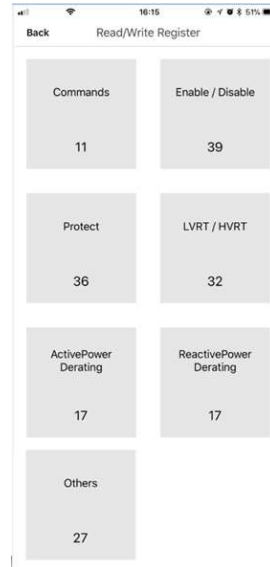 16:15 51%
Back Read/Write Register
Commands
11
Enable / Disable
39
Protect
36
LVRT / HVRT
32
ActivePower
Derating
17
ReactivePower
Derating
17
Others
27